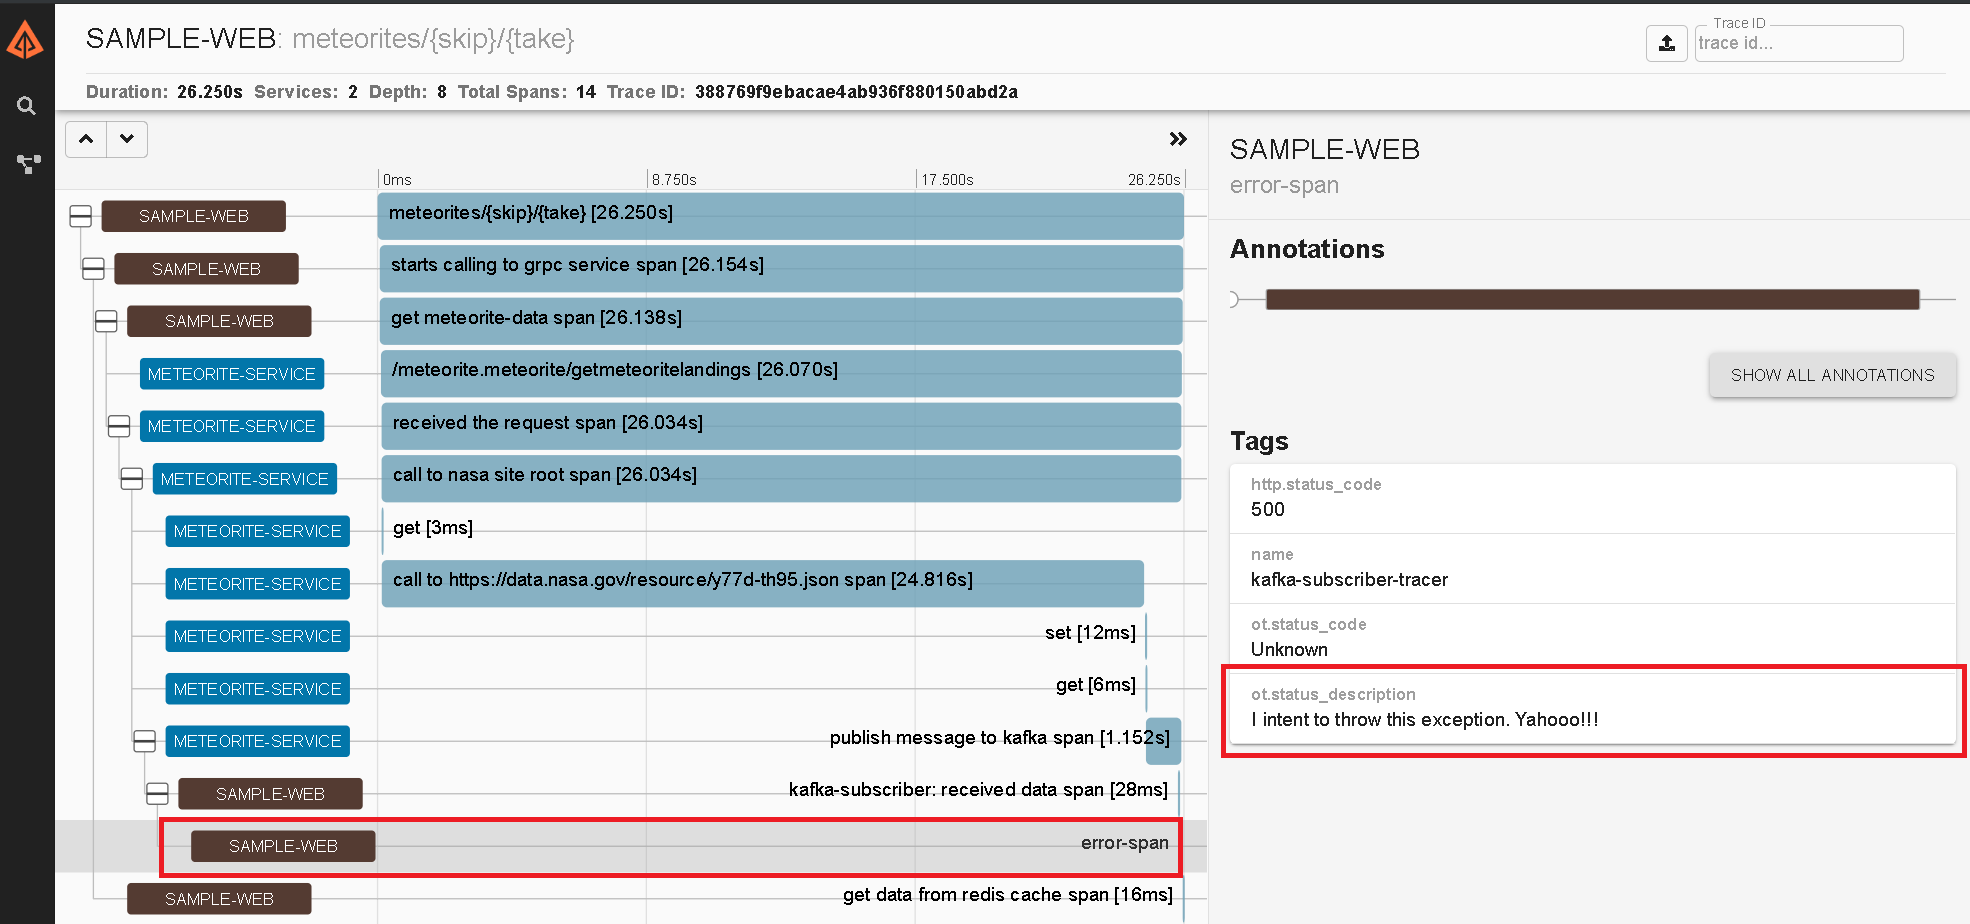 SAMPLE-WEB: meteorites/{skip}/{take}
Trace ID
trace id...
Duration: 26.250s Services: 2 Depth: 8 Total Spans: 14 Trace ID: 388769f9ebacae4ab936f880150abd2a
0ms 8.750s 17.500s 26.250s
SAMPLE-WEB meteorites/{skip}/{take} [26.250s]
SAMPLE-WEB starts calling to grpc service span [26.154s]
SAMPLE-WEB get meteorite-data span [26.138s]
METEORITE-SERVICE /meteorite.meteorite/getmeteoritelandings [26.070s]
METEORITE-SERVICE received the request span [26.034s]
METEORITE-SERVICE call to nasa site root span [26.034s]
METEORITE-SERVICE get [3ms]
METEORITE-SERVICE call to https://data.nasa.gov/resource/y77d-th95.json span [24.816s]
METEORITE-SERVICE set [12ms]
METEORITE-SERVICE get [6ms]
METEORITE-SERVICE publish message to kafka span [1.152s]
SAMPLE-WEB kafka-subscriber: received data span [28ms]
SAMPLE-WEB error-span
SAMPLE-WEB get data from redis cache span [16ms]
SAMPLE-WEB
error-span
Annotations
SHOW ALL ANNOTATIONS
Tags
http.status_code
500
name
kafka-subscriber-tracer
ot.status_code
Unknown
ot.status_description
I intent to throw this exception. Yahooo!!!